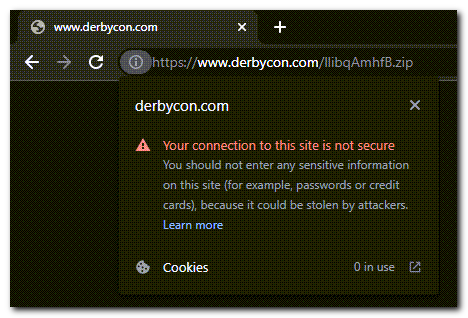 www.derbycon.com
https://www.derbycon.com/llibqAmhfB.zip
derbycon.com
Your connection to this site is not secure
You should not enter any sensitive information
on this site (for example, passwords or credit
cards), because it could be stolen by attackers.
Learn more
Cookies
0 in use